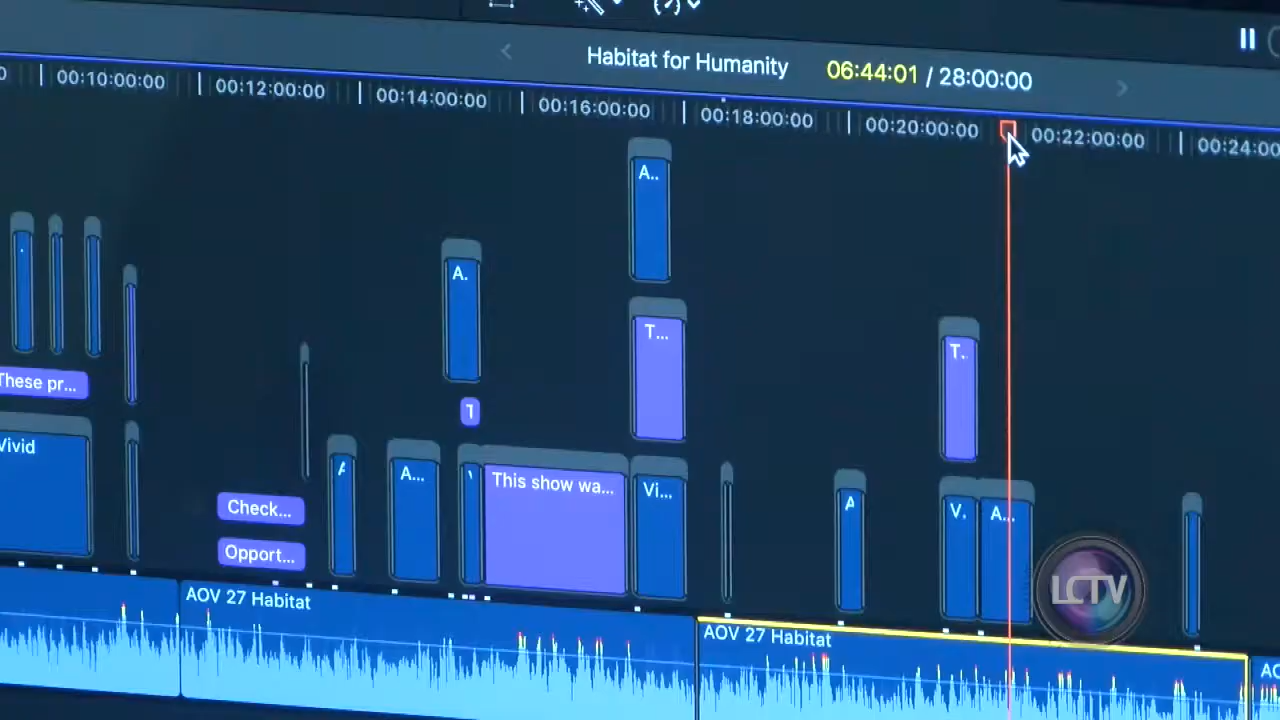 Habitat for Humanity 06:44:01 / 28:00:00
00:10:00:00 00:12:00:00 00:14:00:00 00:16:00:00 00:18:00:00 00:20:00:00 00:22:00:00 00:24:00
A..
A.
T...
T..
These pr...
T
Vivid
A
A...
This show wa...
Vi...
A
V.
A...
Check...
Opport...
LCTV
AOV 27 Habitat
AOV 27 Habitat
AO